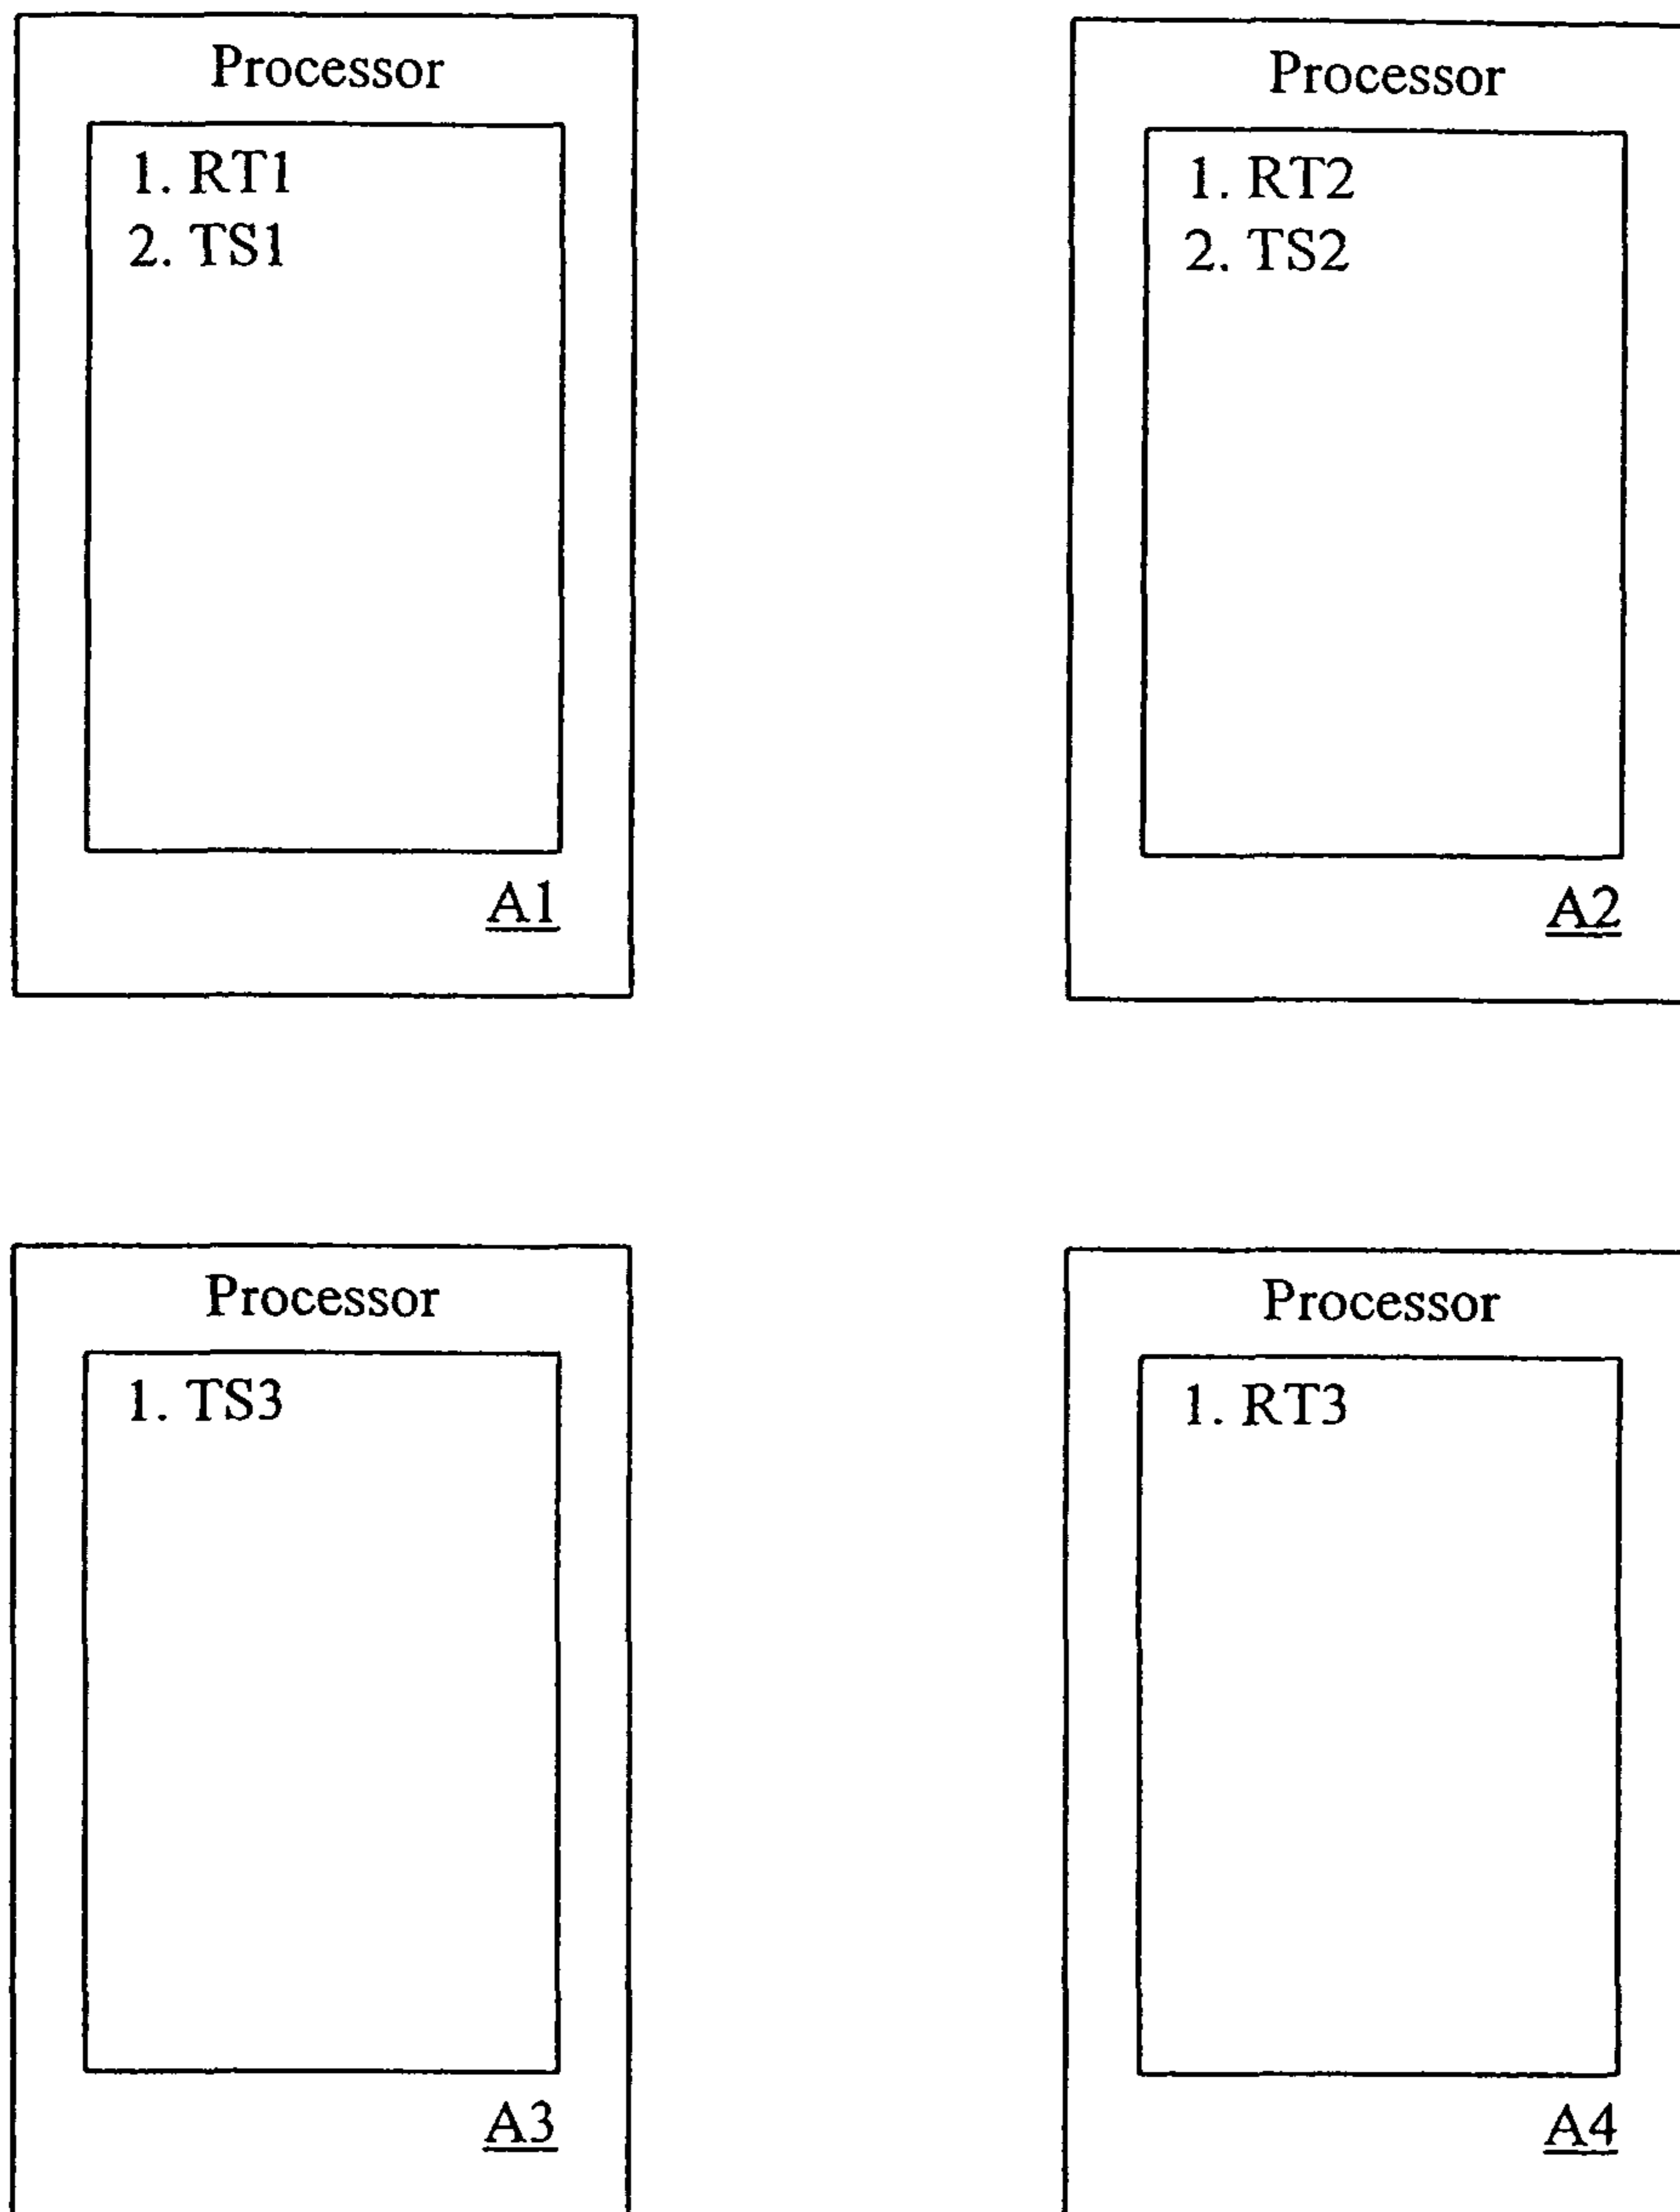 Processor
1. RT1
2. TS1
A1
Processor
1. RT2
2. TS2
A2
Processor
1. TS3
A3
Processor
1. RT3
A4